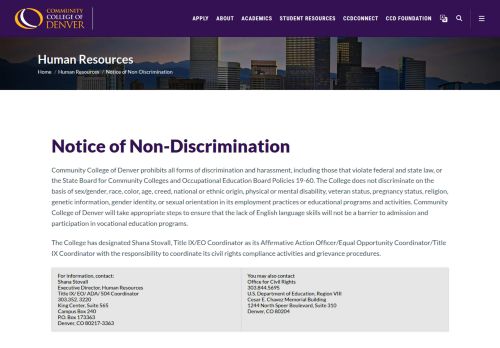 COMMUNITY
COLLEGE OF
DENVER
APPLY ABOUT ACADEMICS STUDENT RESOURCES CCDCONNECT CCD FOUNDATION
Human Resources
Home / Human Resources / Notice of Non-Discrimination
Notice of Non-Discrimination
Community College of Denver prohibits all forms of discrimination and harassment, including those that violate federal and state law, or
the State Board for Community Colleges and Occupational Education Board Policies 19-60. The College does not discriminate on the
basis of sex/gender, race, color, age, creed, national or ethnic origin, physical or mental disability, veteran status, pregnancy status, religion,
genetic information, gender identity, or sexual orientation in its employment practices or educational programs and activities. Community
College of Denver will take appropriate steps to ensure that the lack of English language skills will not be a barrier to admission and
participation in vocational education programs.
The College has designated Shana Stovall, Title IX/EO Coordinator as its Affirmative Action Officer/Equal Opportunity Coordinator/Title
IX Coordinator with the responsibility to coordinate its civil rights compliance activities and grievance procedures.
For information, contact:
Shana Stovall
Executive Director, Human Resources
Title IX/ EO/ ADA/ 504 Coordinator
303.352. 3220
King Center, Suite 565
Campus Box 240
P.O. Box 173363
Denver, CO 80217-3363
You may also contact
Office for Civil Rights
303.844.5695
U.S. Department of Education, Region VIII
Cesar E. Chavez Memorial Building
1244 North Speer Boulevard, Suite 310
Denver, CO 80204